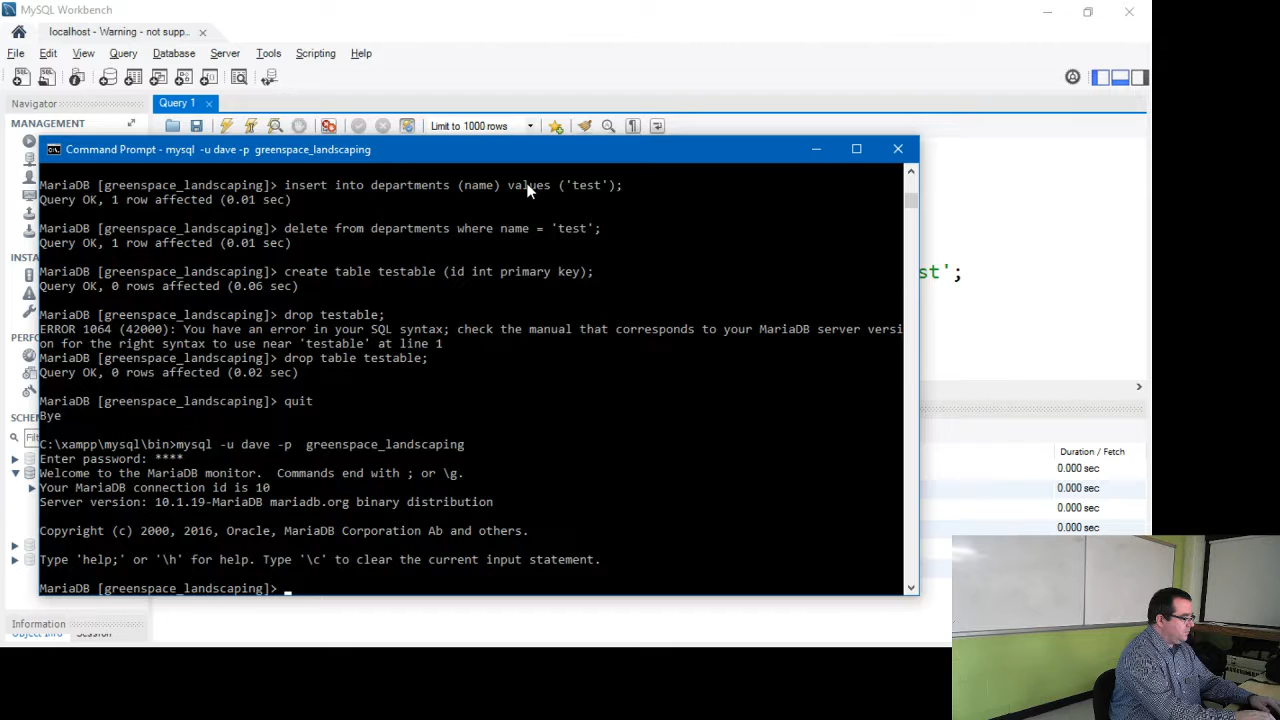 MySQL Workbench
localhost - Warning - not supp...
File Edit View Query Database Server Tools Scripting Help
Navigator
Query 1
MANAGEMENT
Limit to 1000 rows
Command Prompt - mysql -u dave -p greenspace_landscaping
MariaDB [greenspace_landscaping]> insert into departments (name) values ('test');
Query OK, 1 row affected (0.01 sec)
MariaDB [greenspace_landscaping]> delete from departments where name = 'test';
Query OK, 1 row affected (0.01 sec)
MariaDB [greenspace_landscaping]> create table testable (id int primary key);
Query OK, 0 rows affected (0.06 sec)
MariaDB [greenspace_landscaping]> drop testable;
ERROR 1064 (42000): You have an error in your SQL syntax; check the manual that corresponds to your MariaDB server versi
on for the right syntax to use near 'testable' at line 1
MariaDB [greenspace_landscaping]> drop table testable;
Query OK, 0 rows affected (0.02 sec)
MariaDB [greenspace_landscaping]> quit
Bye
C:\xampp\mysql\bin>mysql -u dave -p  greenspace_landscaping
Enter password: ****
Welcome to the MariaDB monitor.  Commands end with ; or \g.
Your MariaDB connection id is 10
Server version: 10.1.19-MariaDB mariadb.org binary distribution
Copyright (c) 2000, 2016, Oracle, MariaDB Corporation Ab and others.
Type 'help;' or '\h' for help. Type '\c' to clear the current input statement.
MariaDB [greenspace_landscaping]>
INSTA
PERFO
SCHEM
Filt
st';
Duration / Fetch
0.000 sec
0.000 sec
0.000 sec
0.000 sec
Information
Object Info Session